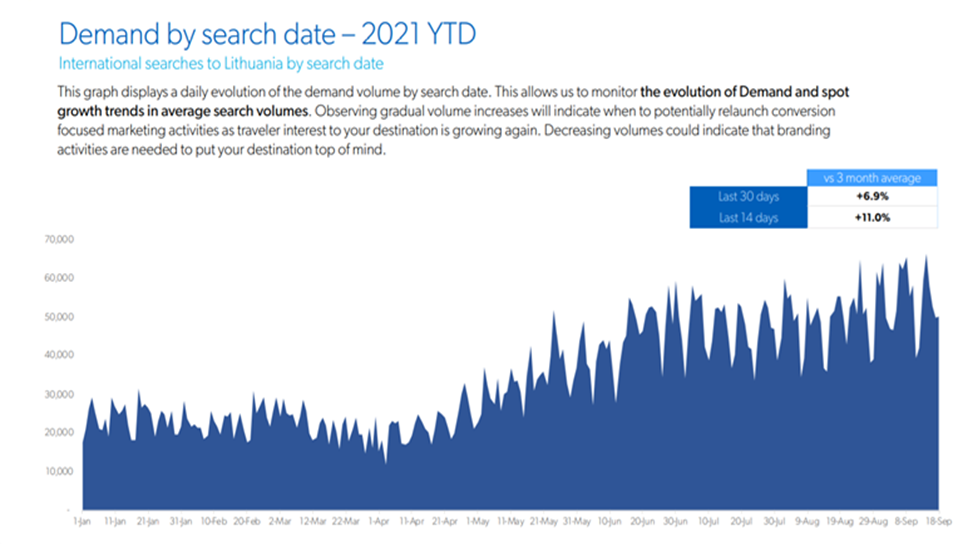 Demand by search date – 2021 YTD
International searches to Lithuania by search date
This graph displays a daily evolution of the demand volume by search date. This allows us to monitor the evolution of Demand and spot
growth trends in average search volumes. Observing gradual volume increases will indicate when to potentially relaunch conversion
focused marketing activities as traveler interest to your destination is growing again. Decreasing volumes could indicate that branding
activities are needed to put your destination top of mind.
vs 3 month average
Last 30 days +6.9%
Last 14 days +11.0%
70,000
60,000
50,000
40,000
30,000
20,000
10,000
-
1-Jan 11-Jan 21-Jan 31-Jan 10-Feb 20-Feb 2-Mar 12-Mar 22-Mar 1-Apr 11-Apr 21-Apr 1-May 11-May 21-May 31-May 10-Jun 20-Jun 30-Jun 10-Jul 20-Jul 30-Jul 9-Aug 19-Aug 29-Aug 8-Sep 18-Sep